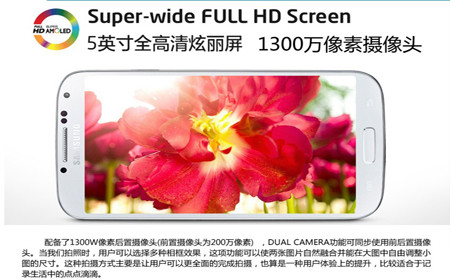 Super-wide FULL HD Screen
FULL SUPER
HD AMOLED
5英寸全高清炫丽屏 1300万像素摄像头
SAMSUNG
配备了1300W像素后置摄像头(前置摄像头为200万像素)，DUAL CAMERA功能可同步使用前后摄像
头。当我们拍照时，用户可以选择多种相框效果，这项功能可以使两张图片自然融合并能在大图中自由调整小
图的尺寸。这种拍摄方式主要是让用户可以更全面的完成拍摄，也算是一种用户体验上的提升，比较适合于记
录生活中的点点滴滴。